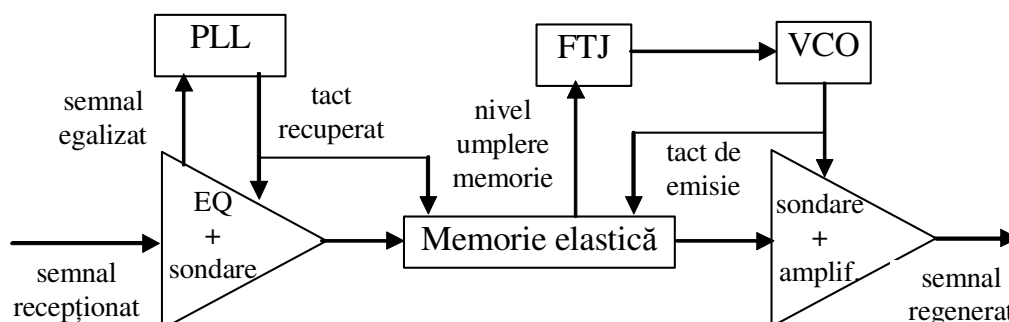 PLL
FTJ
VCO
semnal
egalizat
tact
recuperat
nivel
umplere
memorie
tact de
emisie
EQ
+
sondare
Memorie elastică
sondare
+
amplif.
semnal
recepționat
semnal
regenerat